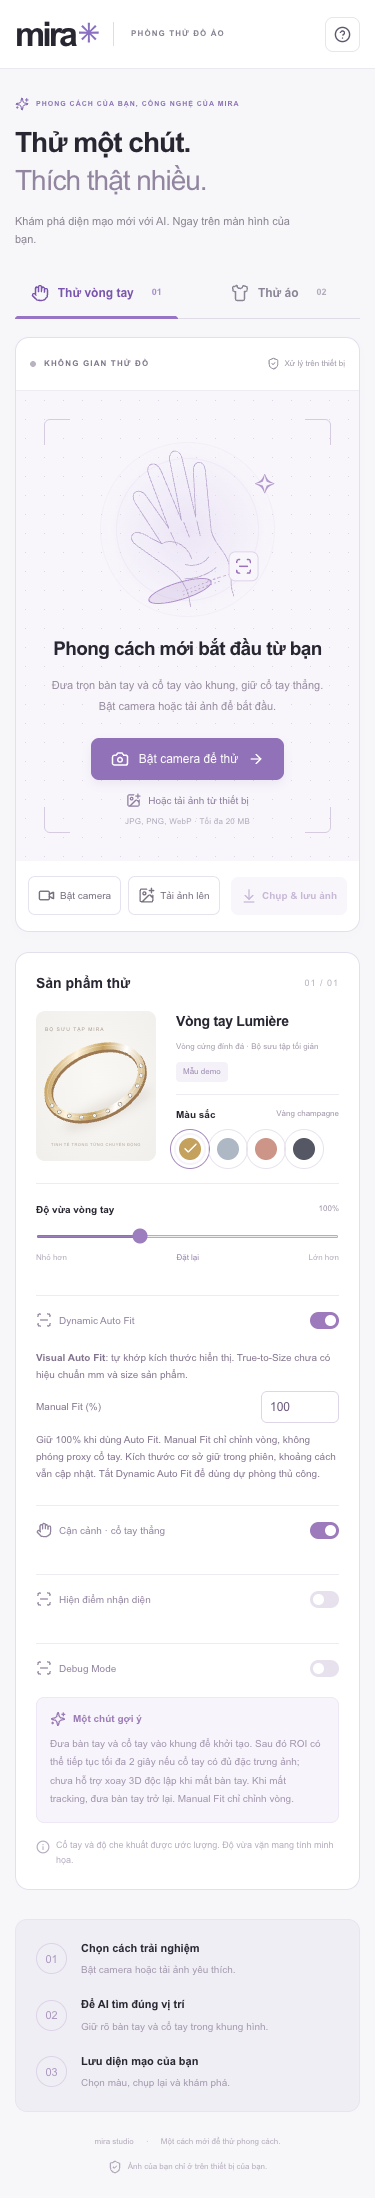 mira
PHÒNG THỬ ĐỒ ẢO
PHONG CÁCH CỦA BẠN, CÔNG NGHỆ CỦA MIRA
Thử một chút.
Thích thật nhiều.
Khám phá diện mạo mới với AI. Ngay trên màn hình của
bạn.
Thử vòng tay 01
Thử áo 02
KHÔNG GIAN THỬ ĐỒ
Xử lý trên thiết bị
Phong cách mới bắt đầu từ bạn
Đưa trọn bàn tay và cổ tay vào khung, giữ cổ tay thẳng.
Bật camera hoặc tải ảnh để bắt đầu.
Bật camera để thử
Hoặc tải ảnh từ thiết bị
JPG, PNG, WebP · Tối đa 20 MB
Bật camera
Tải ảnh lên
Chụp & lưu ảnh
Sản phẩm thử
01 / 01
BỘ SƯU TẬP MIRA
TINH TẾ TRONG TỪNG CHUYỂN ĐỘNG
Vòng tay Lumière
Vòng cứng đính đá · Bộ sưu tập tối giản
Mẫu demo
Màu sắc
Vàng champagne
Độ vừa vòng tay
100%
Nhỏ hơn
Đặt lại
Lớn hơn
Dynamic Auto Fit
Visual Auto Fit: tự khớp kích thước hiển thị. True-to-Size chưa có
hiệu chuẩn mm và size sản phẩm.
Manual Fit (%)
100
Giữ 100% khi dùng Auto Fit. Manual Fit chỉ chỉnh vòng, không
phóng proxy cổ tay. Kích thước cơ sở giữ trong phiên, khoảng cách
vẫn cập nhật. Tắt Dynamic Auto Fit để dùng dự phòng thủ công.
Cận cảnh · cổ tay thẳng
Hiện điểm nhận diện
Debug Mode
Một chút gợi ý
Đưa bàn tay và cổ tay vào khung để khởi tạo. Sau đó ROI có
thể tiếp tục tối đa 2 giây nếu cổ tay có đủ đặc trưng ảnh;
chưa hỗ trợ xoay 3D độc lập khi mất bàn tay. Khi mất
tracking, đưa bàn tay trở lại. Manual Fit chỉ chỉnh vòng.
Cổ tay và độ che khuất được ước lượng. Độ vừa vặn mang tính minh
họa.
01
Chọn cách trải nghiệm
Bật camera hoặc tải ảnh yêu thích.
02
Để AI tìm đúng vị trí
Giữ rõ bàn tay và cổ tay trong khung hình.
03
Lưu diện mạo của bạn
Chọn màu, chụp lại và khám phá.
mira studio · Một cách mới để thử phong cách.
Ảnh của bạn chỉ ở trên thiết bị của bạn.